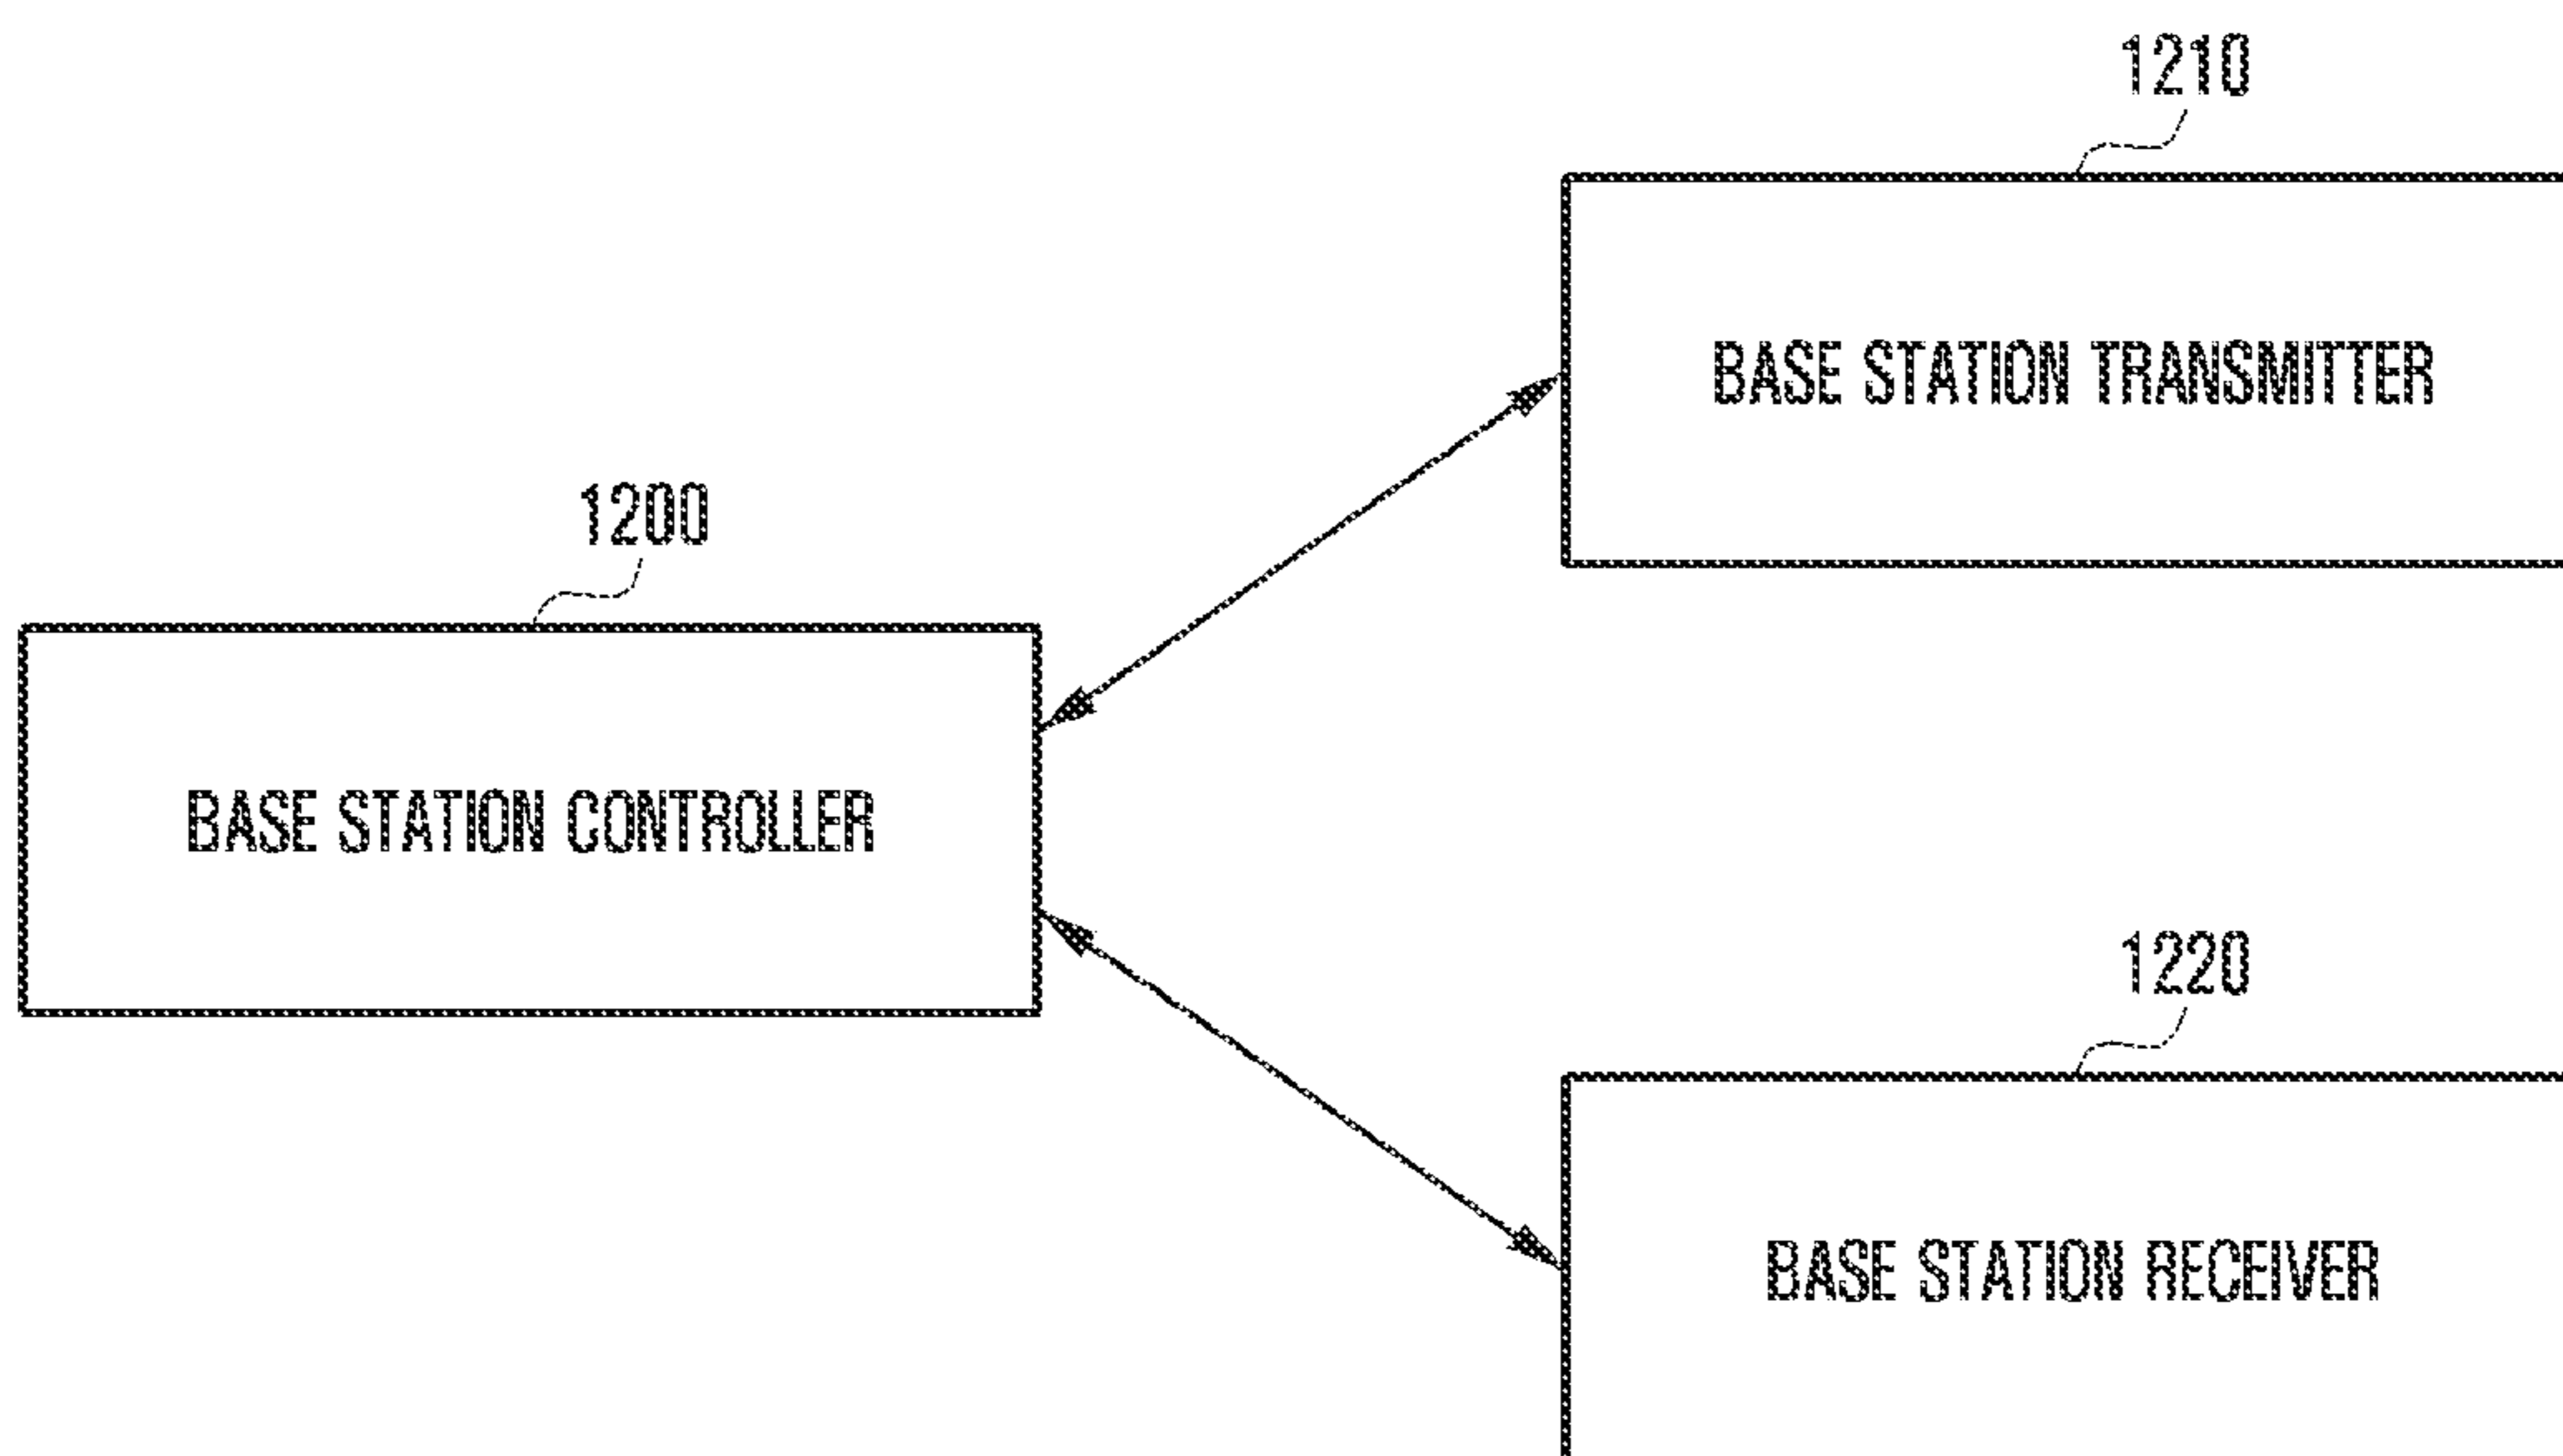 1210
BASE STATION TRANSMITTER
1200
BASE STATION CONTROLLER
1220
BASE STATION RECEIVER